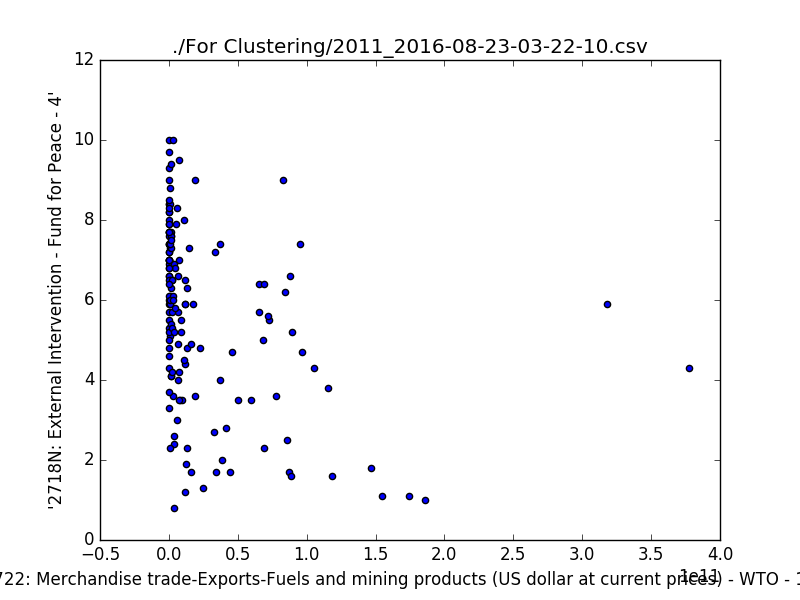 ./For Clustering/2011_2016-08-23-03-22-10.csv
'2718N: External Intervention - Fund for Peace - 4'
12
10
8
6
4
2
0
−0.5 0.0 0.5 1.0 1.5 2.0 2.5 3.0 3.5 4.0
1e11
722: Merchandise trade-Exports-Fuels and mining products (US dollar at current prices) - WTO - 1